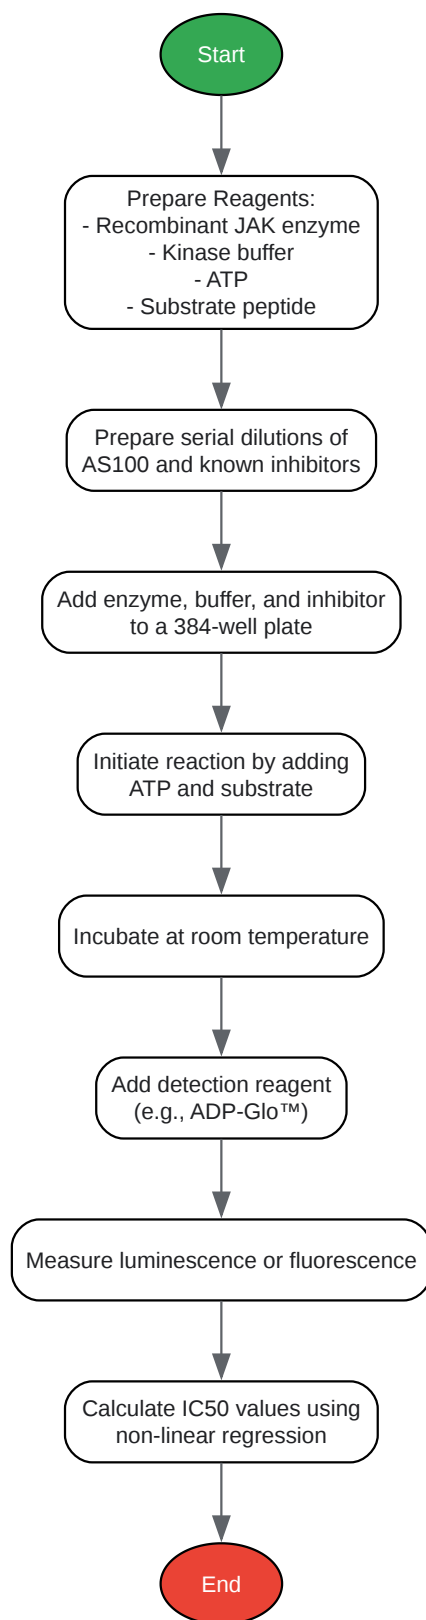 Start
Prepare Reagents:
- Recombinant JAK enzyme
- Kinase buffer
- ATP
- Substrate peptide
Prepare serial dilutions of
AS100 and known inhibitors
Add enzyme, buffer, and inhibitor
to a 384-well plate
Initiate reaction by adding
ATP and substrate
Incubate at room temperature
Add detection reagent
(e.g., ADP-Glo™)
Measure luminescence or fluorescence
Calculate IC50 values using
non-linear regression
End